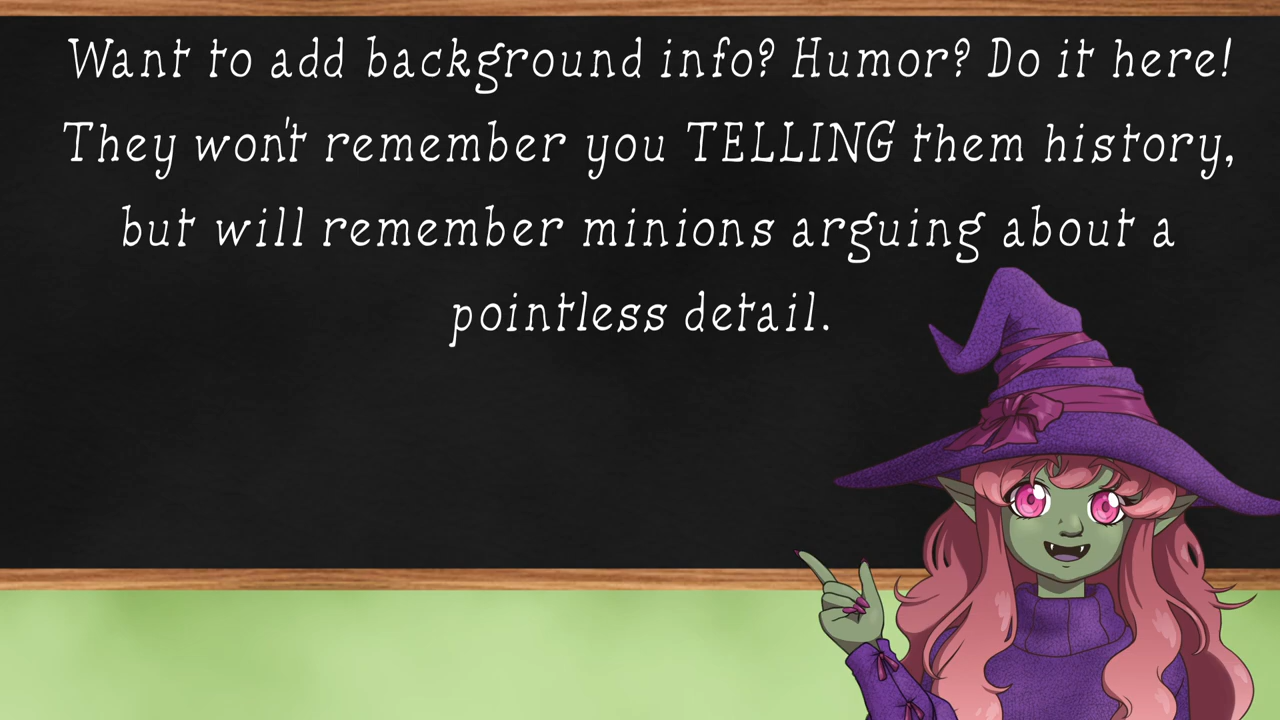 Want to add background info? Humor? Do it here!
They won't remember you TELLING them history,
but will remember minions arguing about a
pointless detail.